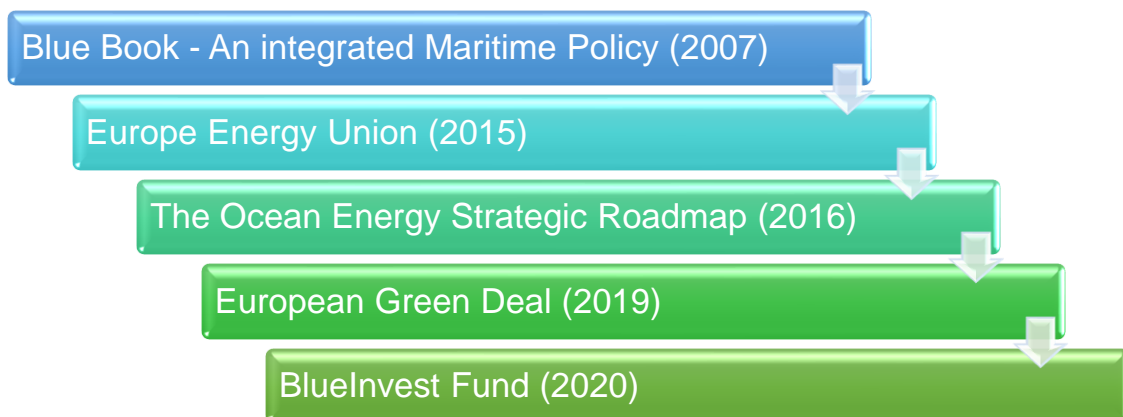 Blue Book - An integrated Maritime Policy (2007)
Europe Energy Union (2015)
The Ocean Energy Strategic Roadmap (2016)
European Green Deal (2019)
BlueInvest Fund (2020)